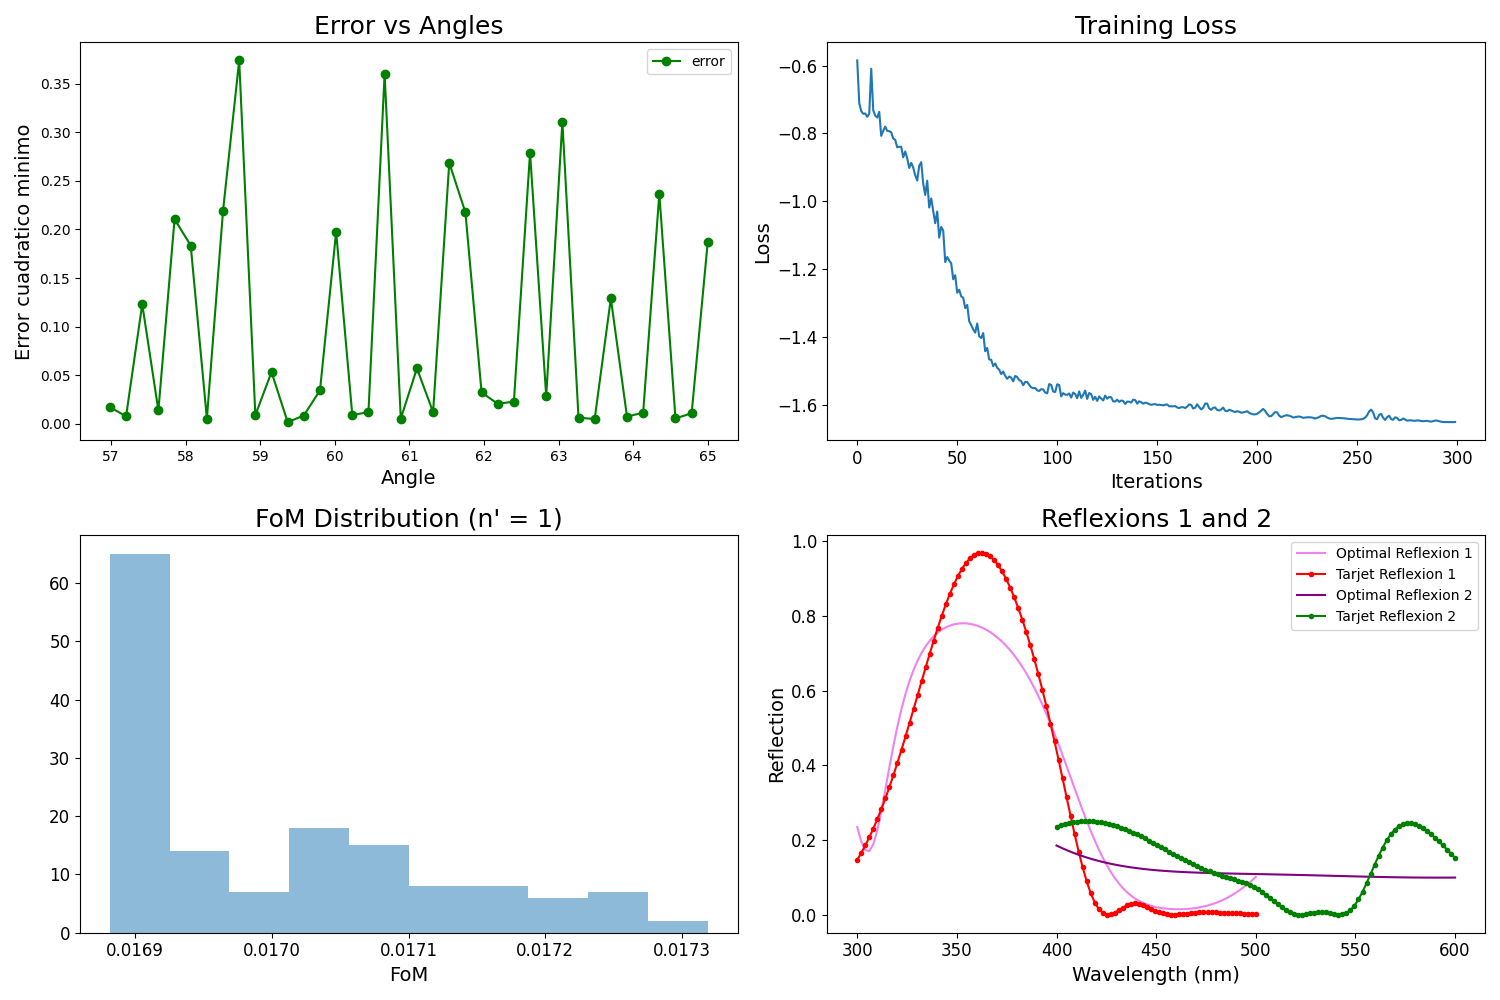 Error vs Angles
error
0.35
0.30
0.25
0.20
0.15
0.10
0.05
0.00
Error cuadratico minimo
57 58 59 60 61 62 63 64 65
Angle
Training Loss
−0.6
−0.8
−1.0
−1.2
−1.4
−1.6
Loss
0 50 100 150 200 250 300
Iterations
FoM Distribution (n' = 1)
60
50
40
30
20
10
0
0.0169 0.0170 0.0171 0.0172 0.0173
FoM
Reflexions 1 and 2
Optimal Reflexion 1
Tarjet Reflexion 1
Optimal Reflexion 2
Tarjet Reflexion 2
1.0
0.8
0.6
0.4
0.2
0.0
Reflection
300 350 400 450 500 550 600
Wavelength (nm)